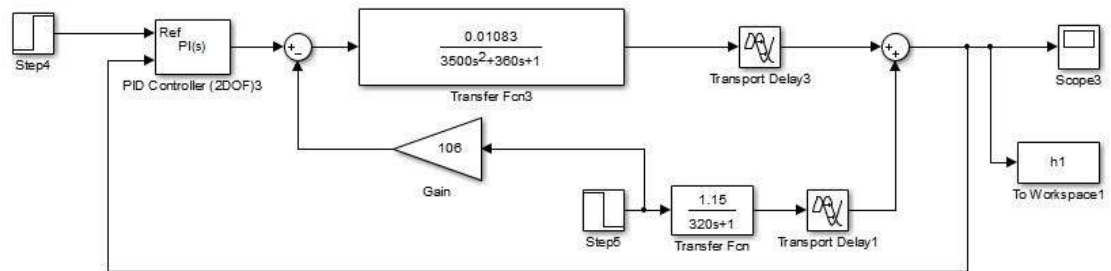 Step4
Ref
PI(s)
PID Controller (2DOF)3
+
−
0.01083
3500s²+360s+1
Transfer Fcn3
Transport Delay3
+
+
Scope3
106
Gain
Step5
1.15
320s+1
Transfer Fcn
Transport Delay1
h1
To Workspace1